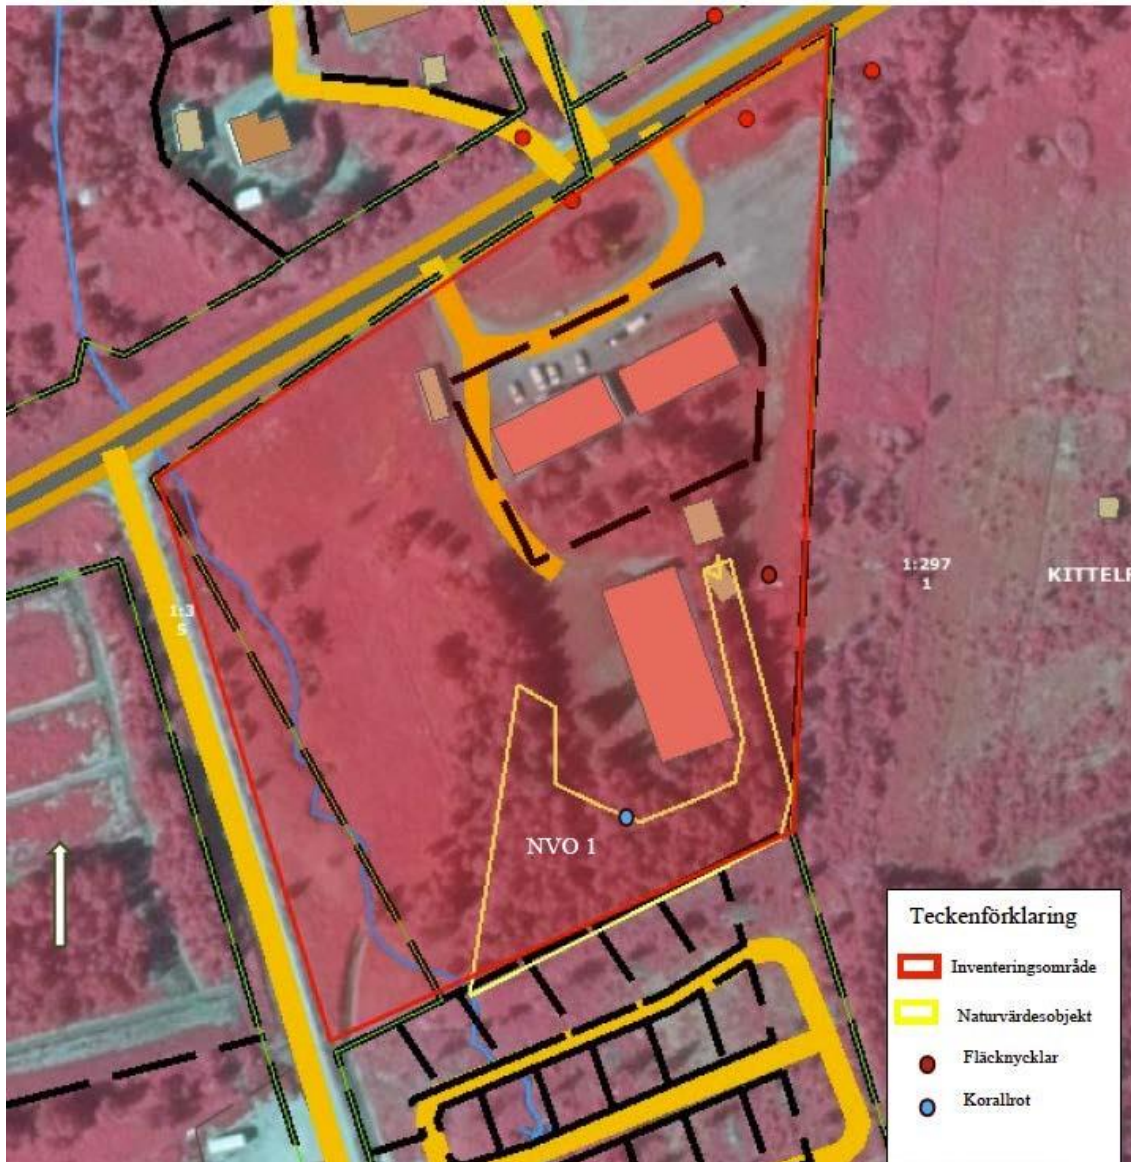 1:297
1
KITTELF
1:3
5
NVO 1
Teckenförklaring
Inventeringsområde
Naturvärdesobjekt
Fläcknycklar
Korallrot